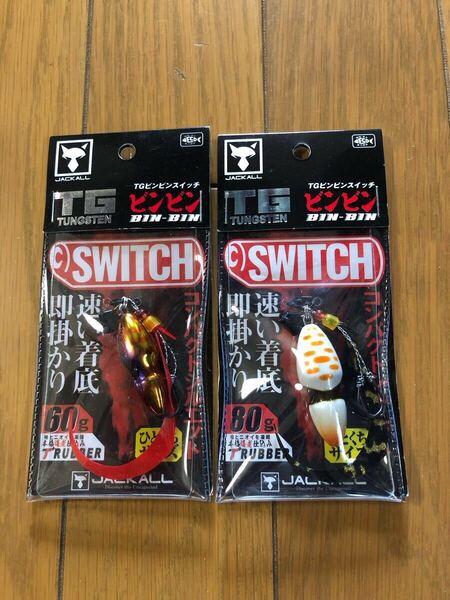 JACKALL
TG
TUNGSTEN
TGビンビンスイッチ
ビンビン
BIN-BIN
SWITCH
速い着底
即掛かり
60g
T RUBBER
JACKALL
JACKALL
TG
TUNGSTEN
TGビンビンスイッチ
ビンビン
BIN-BIN
SWITCH
速い着底
即掛かり
80g
T RUBBER
サイズ
JACKALL